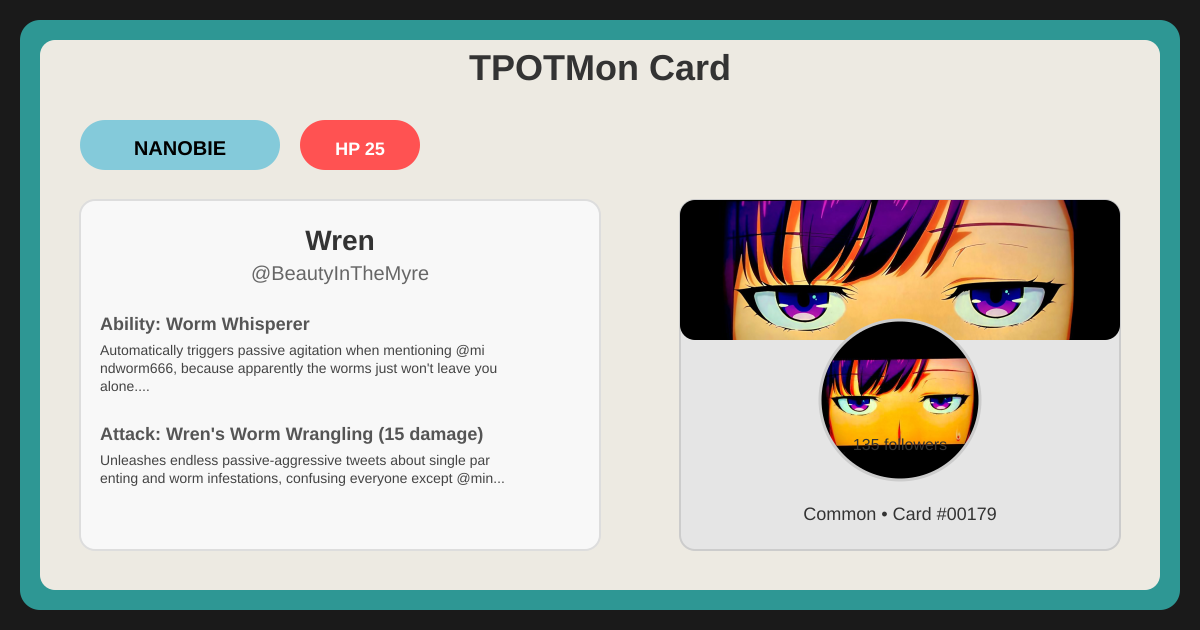 TPOTMon Card
NANOBIE
HP 25
Wren
@BeautyInTheMyre
Ability: Worm Whisperer
Automatically triggers passive agitation when mentioning @mi
ndworm666, because apparently the worms just won't leave you
alone....
Attack: Wren's Worm Wrangling (15 damage)
Unleashes endless passive-aggressive tweets about single par
enting and worm infestations, confusing everyone except @min...
135 followers
Common • Card #00179